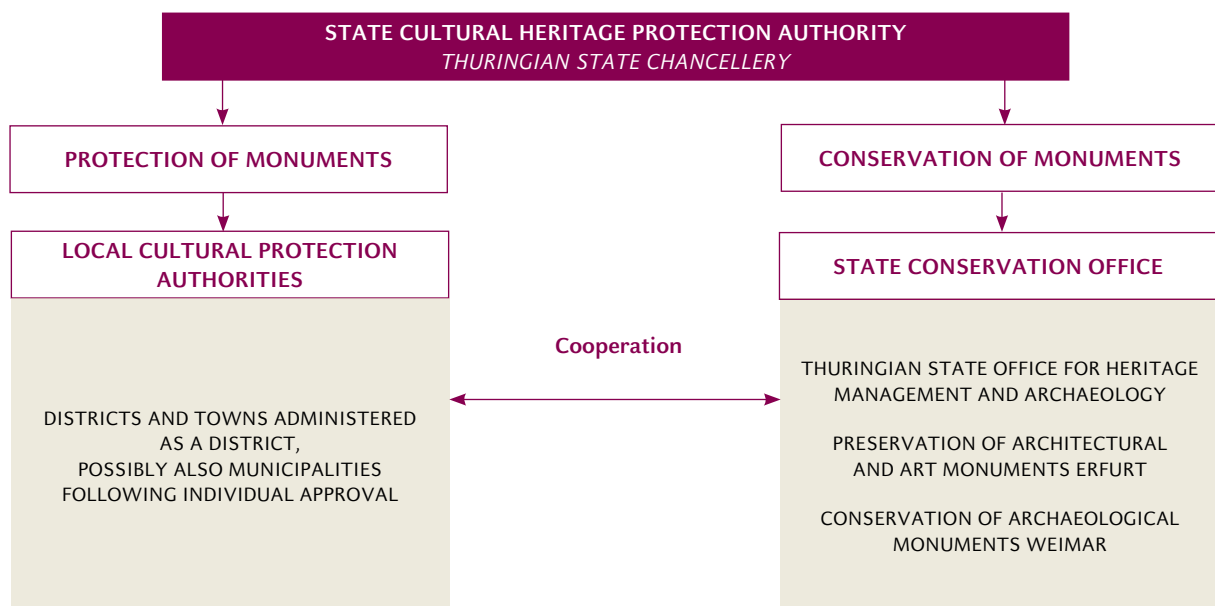 STATE CULTURAL HERITAGE PROTECTION AUTHORITY
THURINGIAN STATE CHANCELLERY
PROTECTION OF MONUMENTS
LOCAL CULTURAL PROTECTION
AUTHORITIES
DISTRICTS AND TOWNS ADMINISTERED
AS A DISTRICT,
POSSIBLY ALSO MUNICIPALITIES
FOLLOWING INDIVIDUAL APPROVAL
Cooperation
CONSERVATION OF MONUMENTS
STATE CONSERVATION OFFICE
THURINGIAN STATE OFFICE FOR HERITAGE
MANAGEMENT AND ARCHAEOLOGY
PRESERVATION OF ARCHITECTURAL
AND ART MONUMENTS ERFURT
CONSERVATION OF ARCHAEOLOGICAL
MONUMENTS WEIMAR